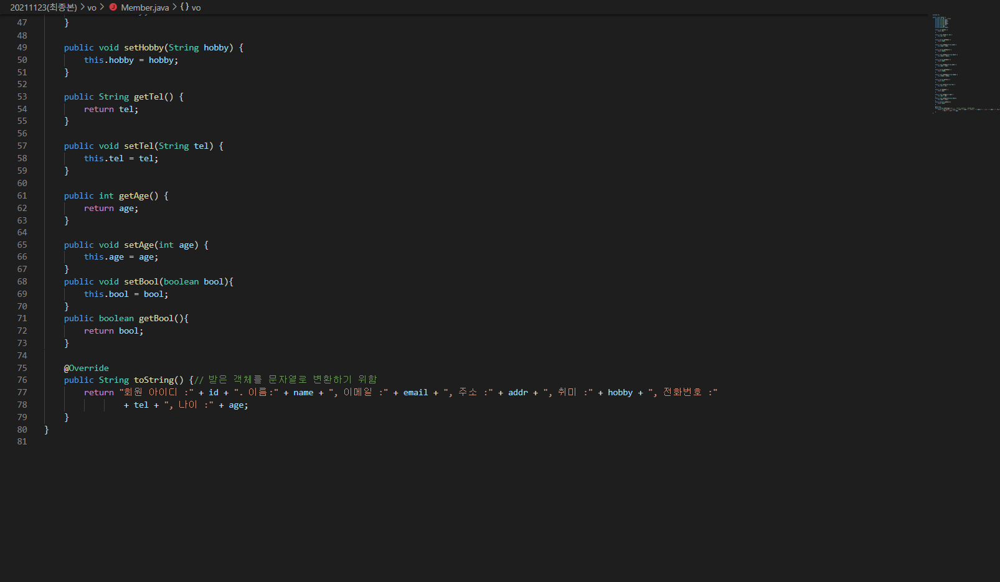 20211123(최종본) > vo > J Member.java > {} vo
47 }
48
49 public void setHobby(String hobby) {
50 this.hobby = hobby;
51 }
52
53 public String getTel() {
54 return tel;
55 }
56
57 public void setTel(String tel) {
58 this.tel = tel;
59 }
60
61 public int getAge() {
62 return age;
63 }
64
65 public void setAge(int age) {
66 this.age = age;
67 }
68 public void setBool(boolean bool){
69 this.bool = bool;
70 }
71 public boolean getBool(){
72 return bool;
73 }
74
75 @Override
76 public String toString() {// 받은 객체를 문자열로 변환하기 위함
77 return "회원 아이디 :" + id + ". 이름:" + name + ", 이메일 :" + email + ", 주소 :" + addr + ", 취미 :" + hobby + ", 전화번호 :"
78 + tel + ", 나이 :" + age;
79 }
80 }
81